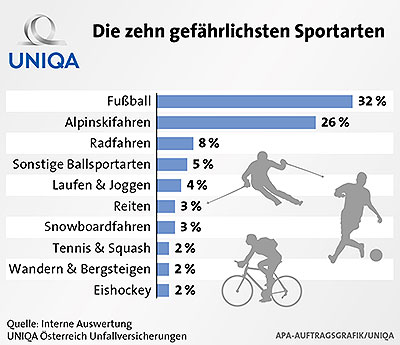 UNIQA
Die zehn gefährlichsten Sportarten
Fußball 32 %
Alpinskifahren 26 %
Radfahren 8 %
Sonstige Ballsportarten 5 %
Laufen & Joggen 4 %
Reiten 3 %
Snowboardfahren 3 %
Tennis & Squash 2 %
Wandern & Bergsteigen 2 %
Eishockey 2 %
Quelle: Interne Auswertung
UNIQA Österreich Unfallversicherungen
APA-AUFTRAGSGRAFIK/UNIQA